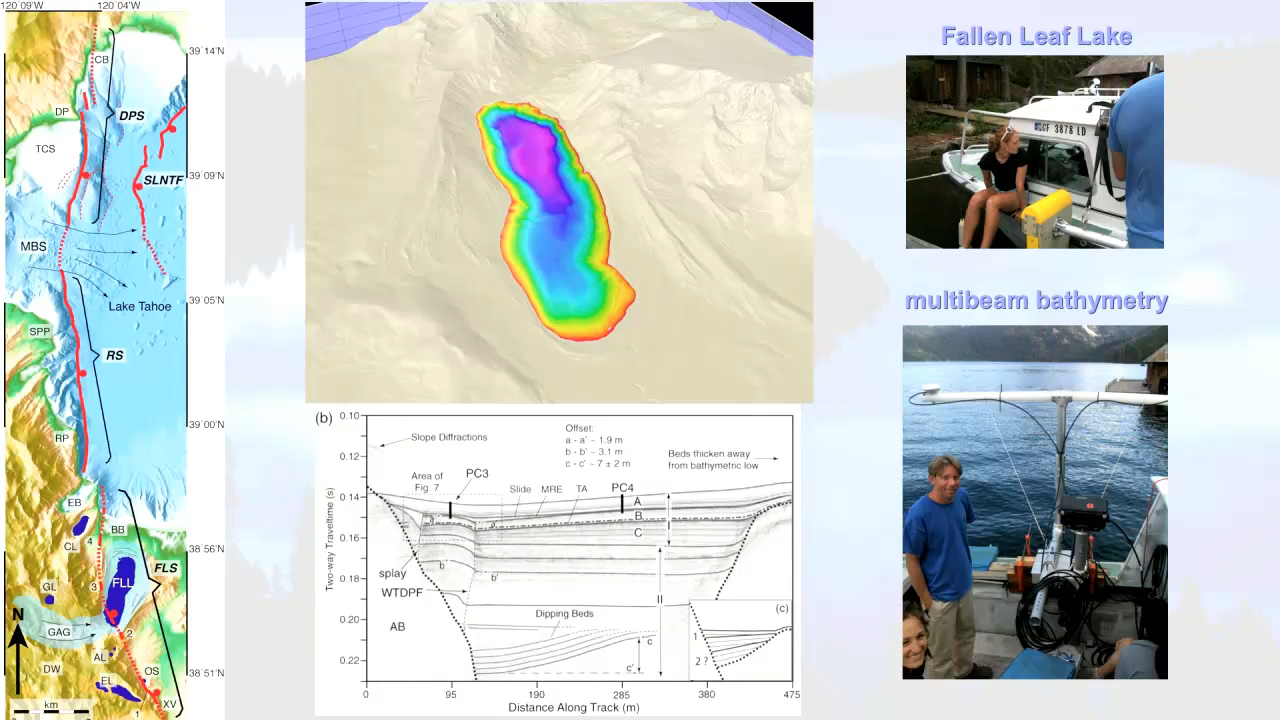 120 09'W
120 04'W
39 14'N
CB
DP
DPS
TCS
39 09'N
SLNTF
MBS
39 05'N
Lake Tahoe
SPP
RS
39 00'N
RP
EB
BB
4
CL
38 56'N
FLS
GL
3
FLL
N
GAG
2
AL
DW
OS
38 51'N
EL
km
1
XV
(b)
0.10
0.12
0.14
0.16
0.18
0.20
0.22
Two-way Traveltime (s)
Slope Diffractions
Offset:
a - a' ~ 1.9 m
b - b' ~ 3.1 m
c - c' ~ 7 ± 2 m
Beds thicken away
from bathymetric low
Area of
Fig. 7
PC3
Slide
MRE
TA
PC4
A
B
C
I
a
a'
b
b'
splay
WTDPF
AB
II
Dipping Beds
c
c'
(c)
1
2 ?
0
95
190
285
380
475
Distance Along Track (m)
Fallen Leaf Lake
CF 3878 LD
multibeam bathymetry